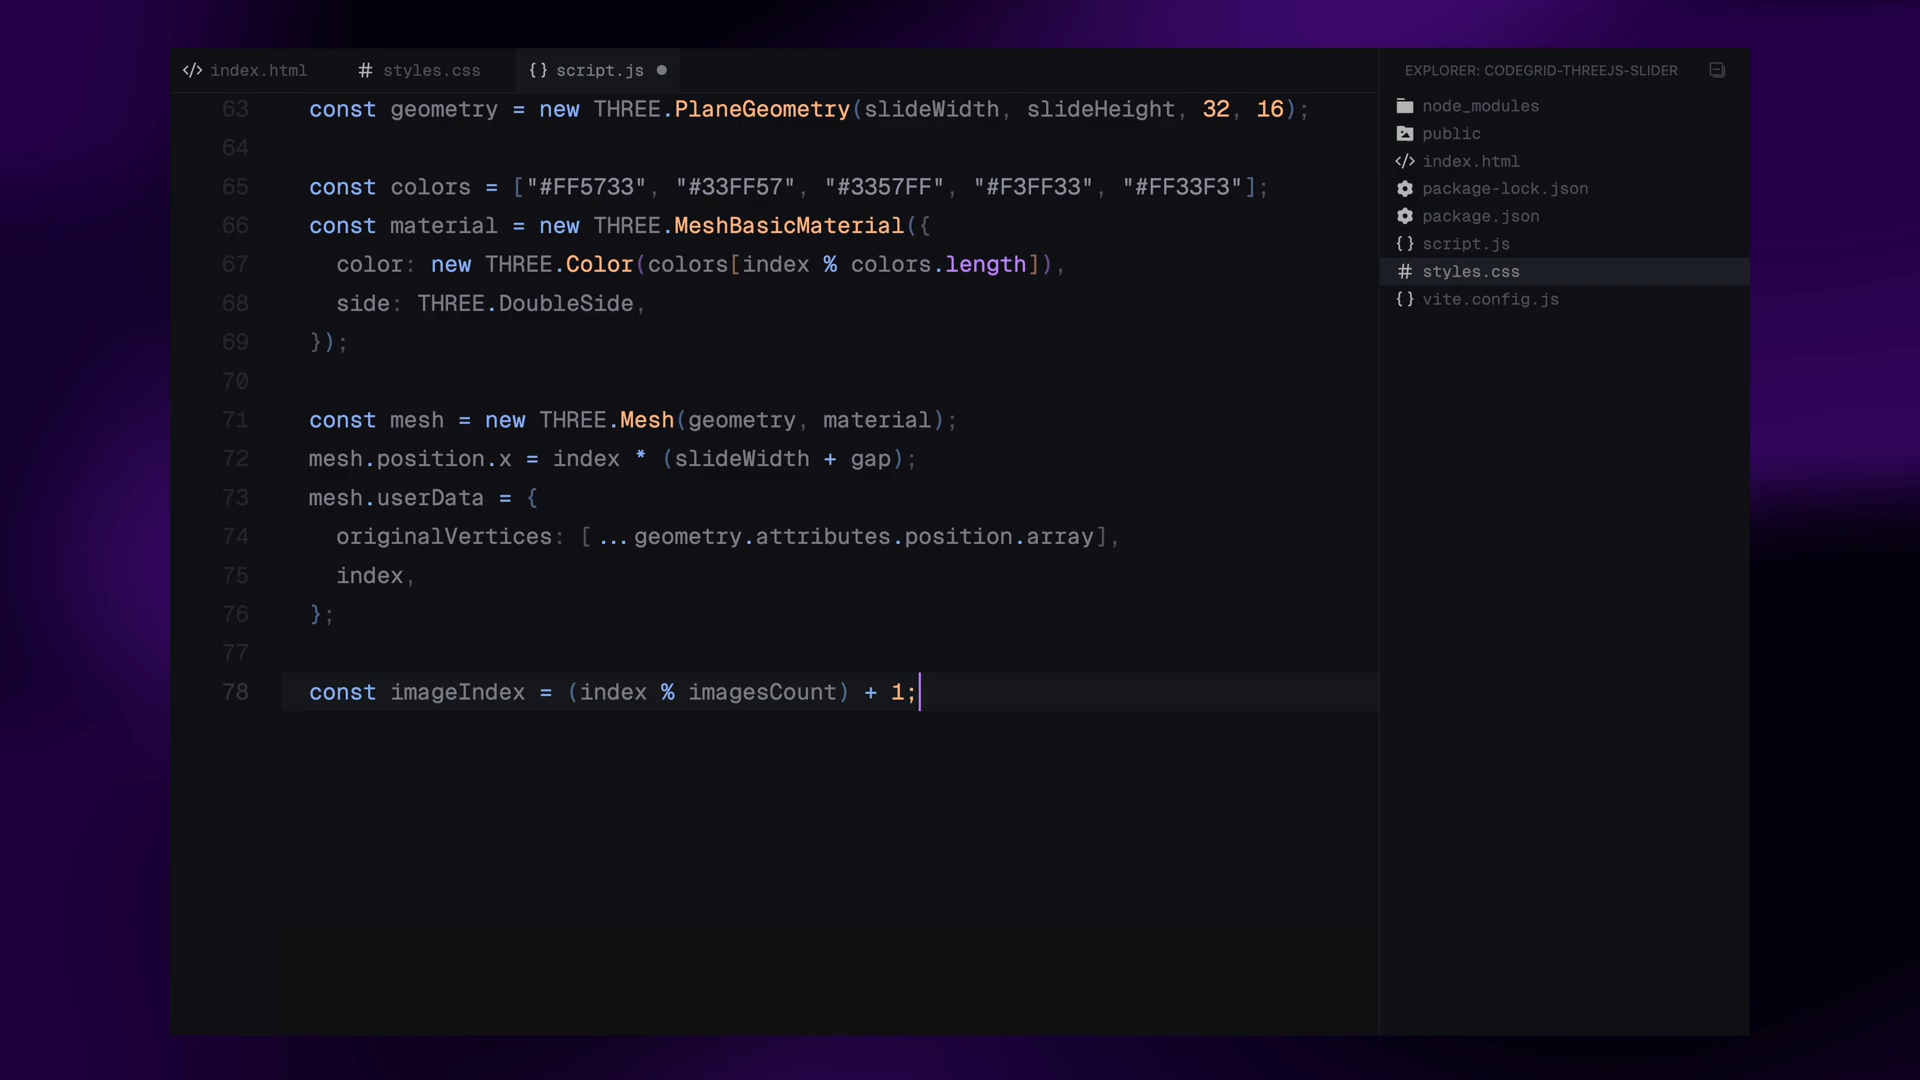 index.html
styles.css
script.js
63 const geometry = new THREE.PlaneGeometry(slideWidth, slideHeight, 32, 16);
64
65 const colors = ["#FF5733", "#33FF57", "#3357FF", "#F3FF33", "#FF33F3"];
66 const material = new THREE.MeshBasicMaterial({
67 color: new THREE.Color(colors[index % colors.length]),
68 side: THREE.DoubleSide,
69 });
70
71 const mesh = new THREE.Mesh(geometry, material);
72 mesh.position.x = index * (slideWidth + gap);
73 mesh.userData = {
74 originalVertices: [...geometry.attributes.position.array],
75 index,
76 };
77
78 const imageIndex = (index % imagesCount) + 1;
EXPLORER: CODEGRID-THREEJS-SLIDER
node_modules
public
index.html
package-lock.json
package.json
script.js
styles.css
vite.config.js